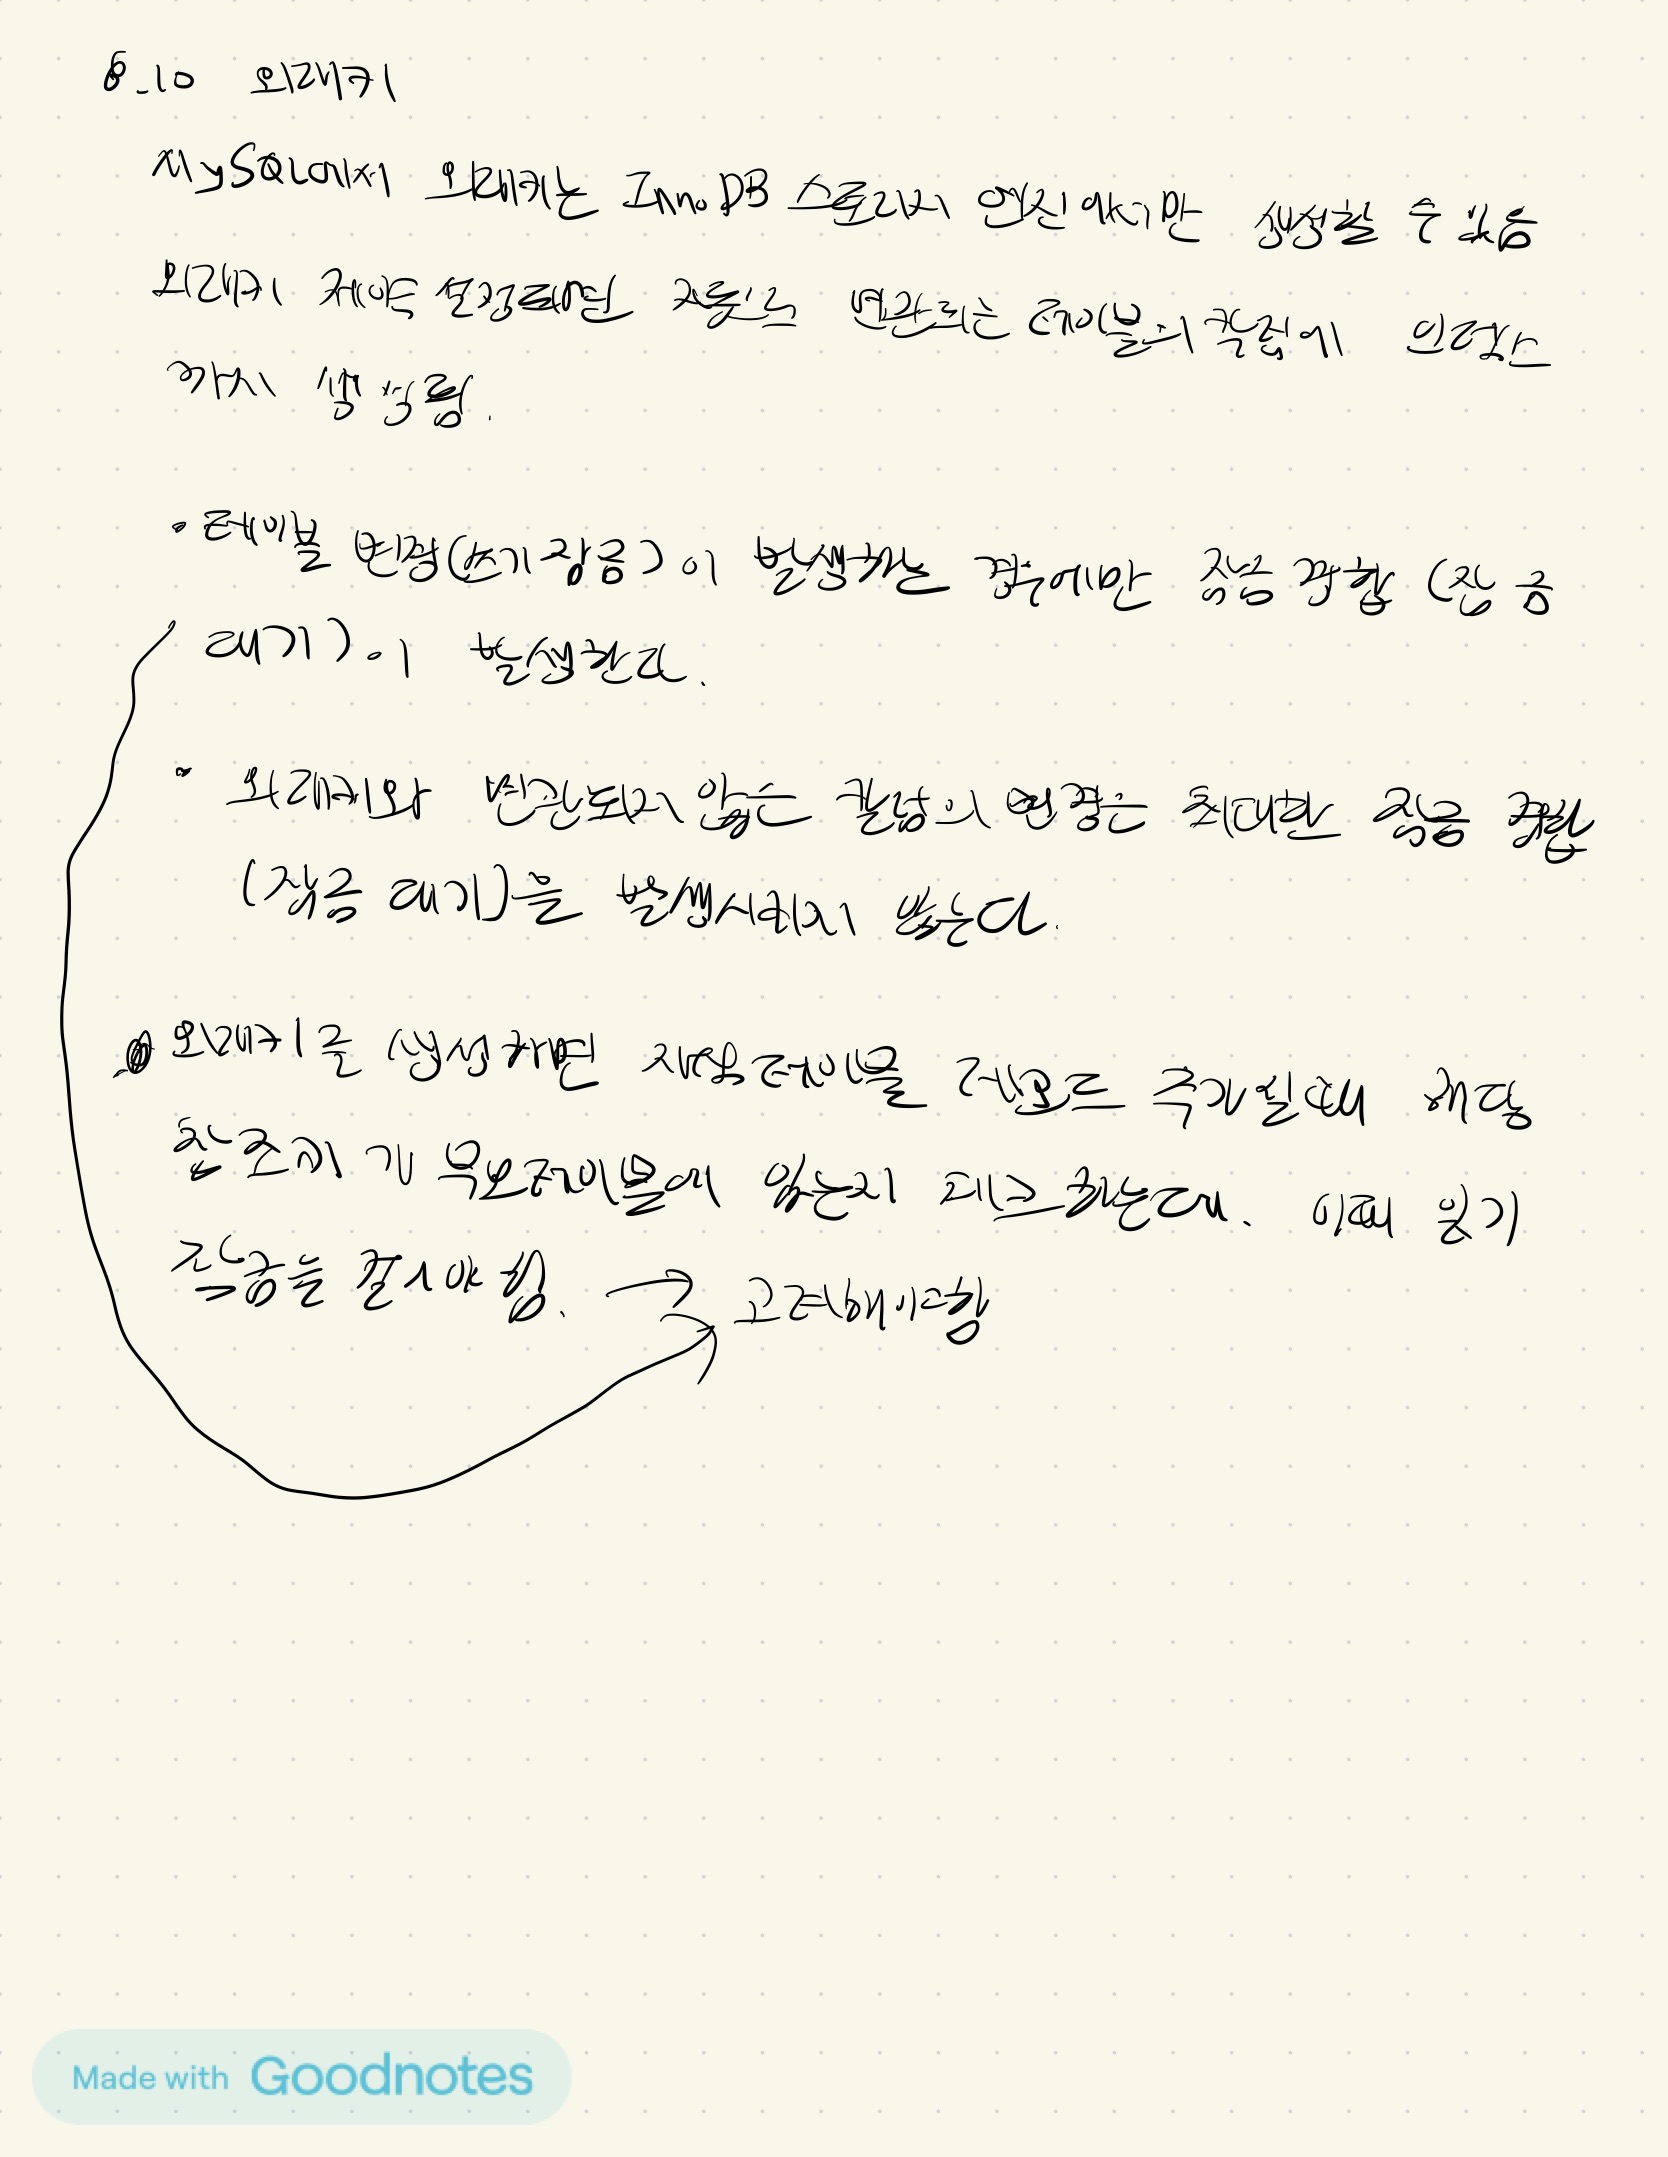 8.10 외래키
MySQL에서 외래키는 InnoDB 스토리지 엔진에서만 생성할 수 있음
외래키 제약 설정되면 자동으로 연관되는 테이블의 칼럼에 인덱스
까지 생성됨.
• 테이블 변경(쓰기 잠금)이 발생하는 경우에만 잠금 경합 (잠금
대기)이 발생한다.
• 외래키와 연관되지 않는 칼럼의 변경은 최대한 잠금 경합
(잠금 대기)을 발생시키지 않는다.
외래키를 생성하면 자식테이블 레코드 추가될때 해당
참조키가 부모테이블에 있는지 체크하는데. 이때 읽기
잠금을 걸어야 함. → 고려해야함
Made with Goodnotes